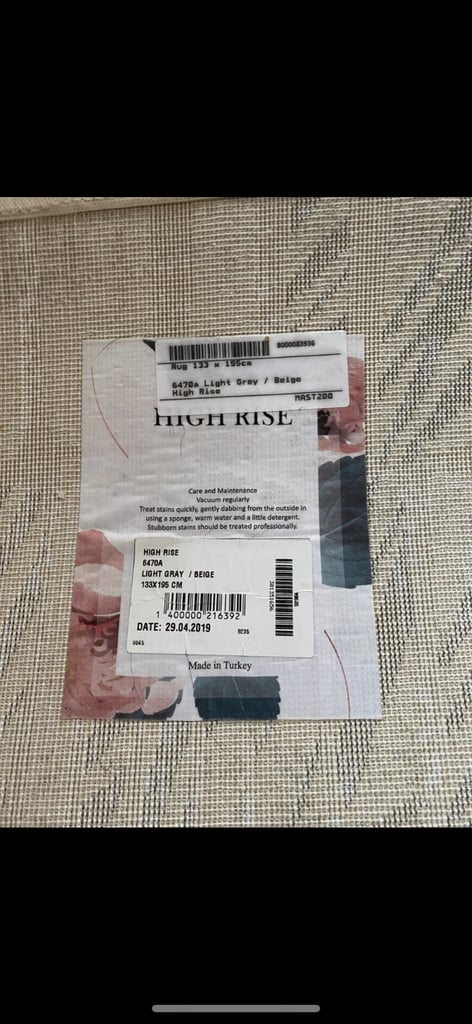 8000083936
Rug 133 x 195cm
6470a Light Grey / Beige
High Rise
MAST200
HIGH RISE
Care and Maintenance
Vacuum regularly
Treat stains quickly, gently dabbing from the outside in
using a sponge, warm water and a little detergent.
Stubborn stains should be treated professionally.
HIGH RISE
6470A
LIGHT GRAY / BEIGE
133X195 CM
1 400000 216392
DATE: 29.04.2019
9235
0045
Made in Turkey